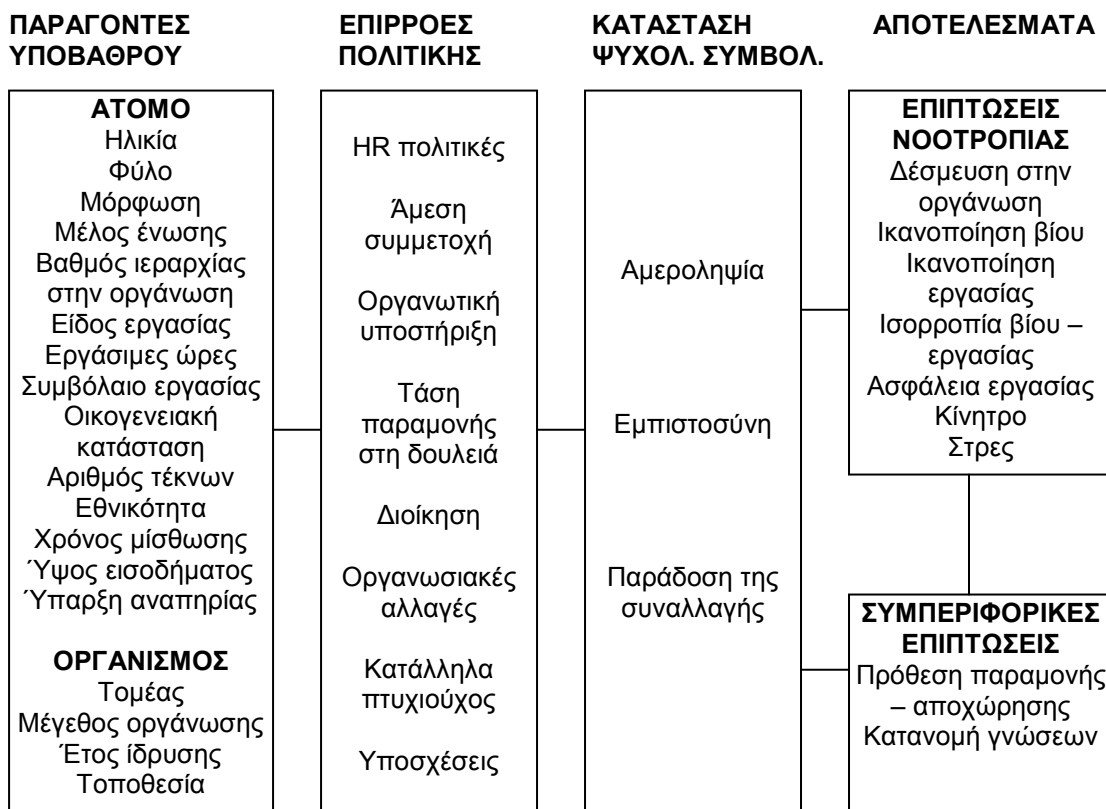 ΠΑΡΑΓΟΝΤΕΣ
ΥΠΟΒΑΘΡΟΥ
ΕΠΙΡΡΟΕΣ
ΠΟΛΙΤΙΚΗΣ
ΚΑΤΑΣΤΑΣΗ
ΨΥΧΟΛ. ΣΥΜΒΟΛ.
ΑΠΟΤΕΛΕΣΜΑΤΑ
ΑΤΟΜΟ
Ηλικία
Φύλο
Μόρφωση
Μέλος ένωσης
Βαθμός ιεραρχίας
στην οργάνωση
Είδος εργασίας
Εργάσιμες ώρες
Συμβόλαιο εργασίας
Οικογενειακή
κατάσταση
Αριθμός τέκνων
Εθνικότητα
Χρόνος μίσθωσης
Ύψος εισοδήματος
Ύπαρξη αναπηρίας
ΟΡΓΑΝΙΣΜΟΣ
Τομέας
Μέγεθος οργάνωσης
Έτος ίδρυσης
Τοποθεσία
HR πολιτικές
Άμεση
συμμετοχή
Οργανωτική
υποστήριξη
Τάση
παραμονής
στη δουλειά
Διοίκηση
Οργανωσιακές
αλλαγές
Κατάλληλα
πτυχιούχος
Υποσχέσεις
Αμεροληψία
Εμπιστοσύνη
Παράδοση της
συναλλαγής
ΕΠΙΠΤΩΣΕΙΣ
ΝΟΟΤΡΟΠΙΑΣ
Δέσμευση στην
οργάνωση
Ικανοποίηση βίου
Ικανοποίηση
εργασίας
Ισορροπία βίου –
εργασίας
Ασφάλεια εργασίας
Κίνητρο
Στρες
ΣΥΜΠΕΡΙΦΟΡΙΚΕΣ
ΕΠΙΠΤΩΣΕΙΣ
Πρόθεση παραμονής
– αποχώρησης
Κατανομή γνώσεων